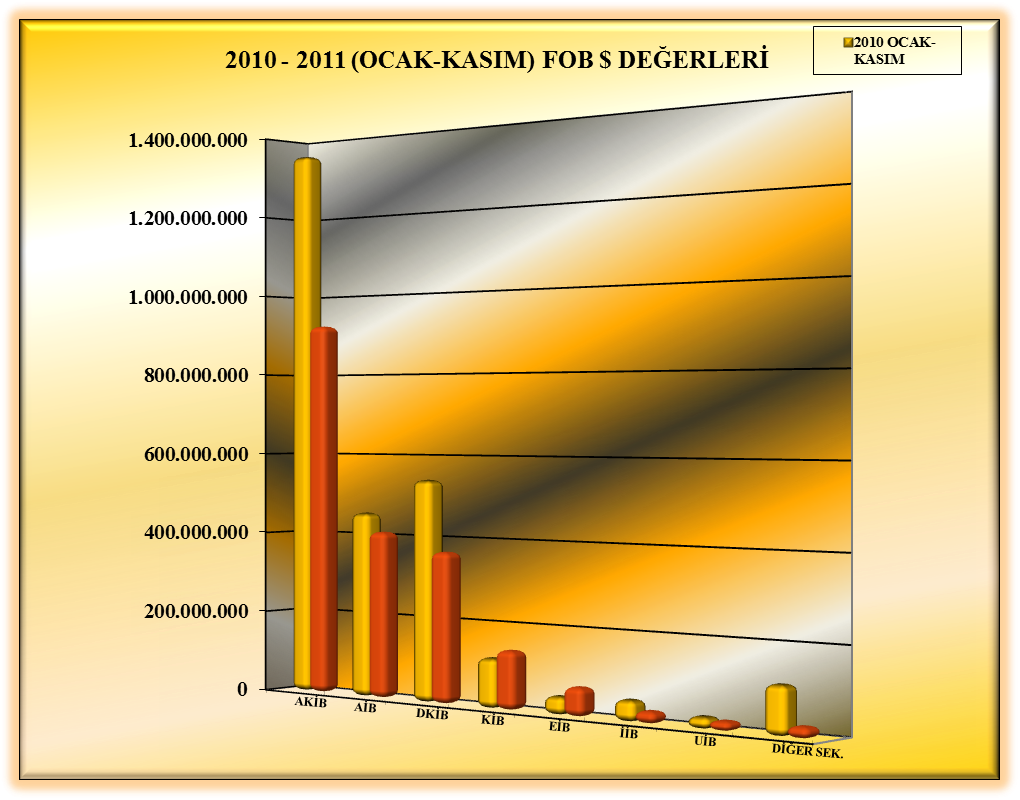 2010 - 2011 (OCAK-KASIM) FOB $ DEĞERLERİ
2010 OCAK-
KASIM
1.400.000.000
1.200.000.000
1.000.000.000
800.000.000
600.000.000
400.000.000
200.000.000
0
AKİB
AİB
DKİB
KİB
EİB
İİB
UİB
DİĞER SEK.